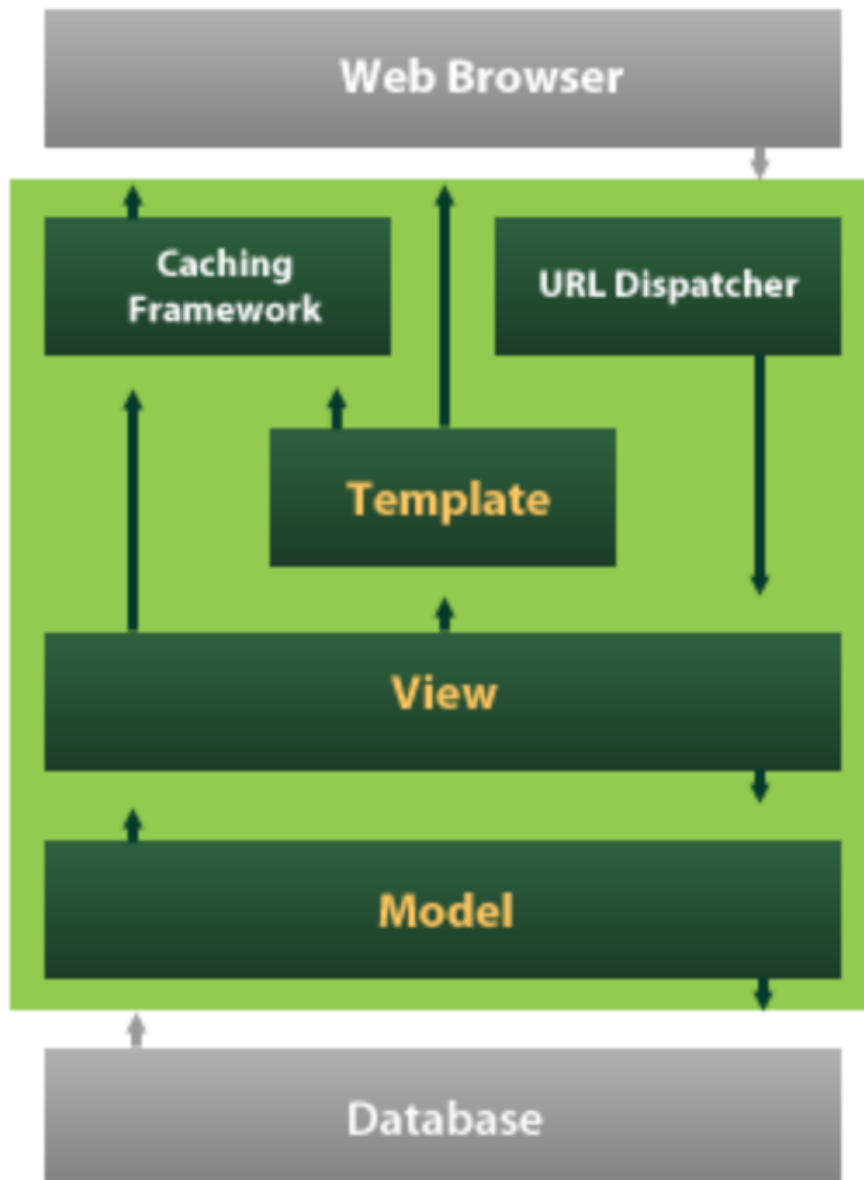 Web Browser
Caching
Framework
URL Dispatcher
Template
View
Model
Database